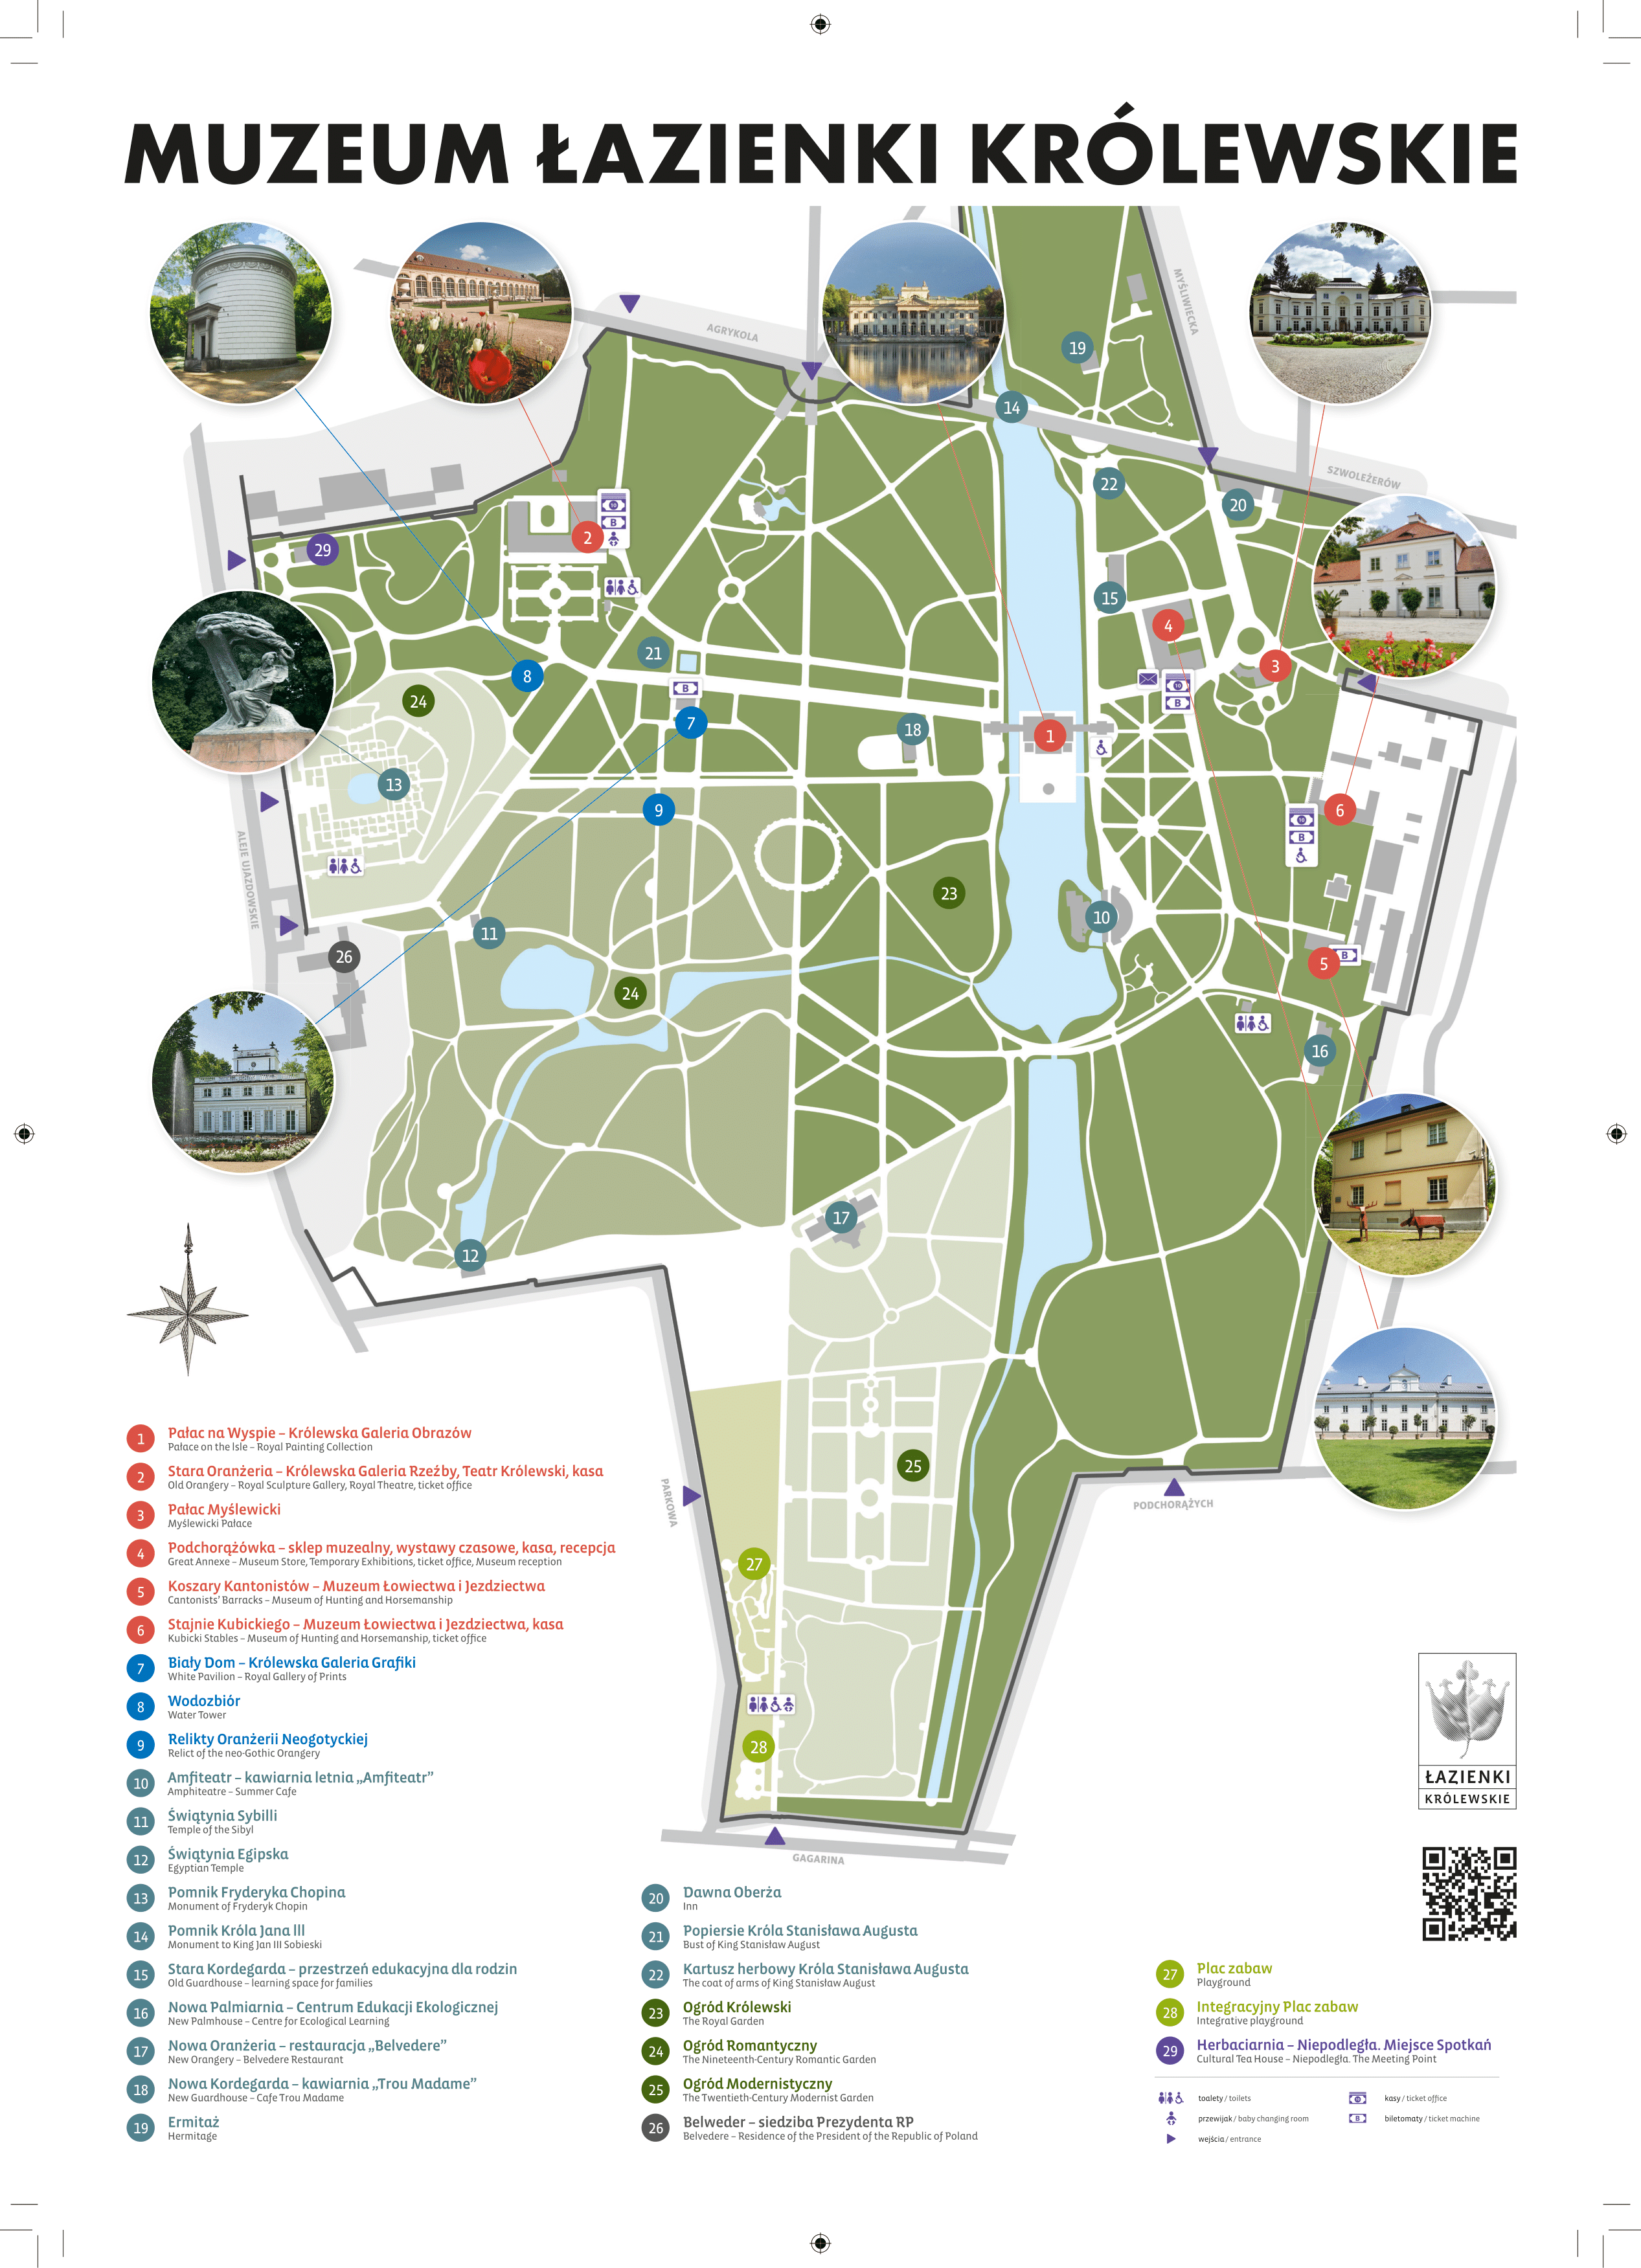 MUZEUM ŁAZIENKI KRÓLEWSKIE
AGRYKOLA
MYŚLIWIECKA
SZWOLEŻERÓW
ALEJE UJAZDOWSKIE
PARKOWA
PODCHORĄŻYCH
GAGARINA
19
14
22
20
2
29
15
4
21
3
8
24
7
18
1
13
9
6
23
10
11
26
5
24
16
17
12
25
27
28
B
B
B
B
B
10
10
10
1 Pałac na Wyspie – Królewska Galeria Obrazów
Palace on the Isle – Royal Painting Collection
2 Stara Oranżeria – Królewska Galeria Rzeźby, Teatr Królewski, kasa
Old Orangery – Royal Sculpture Gallery, Royal Theatre, ticket office
3 Pałac Myślewicki
Myślewicki Palace
4 Podchorążówka – sklep muzealny, wystawy czasowe, kasa, recepcja
Great Annexe – Museum Store, Temporary Exhibitions, ticket office, Museum reception
5 Koszary Kantonistów – Muzeum Łowiectwa i Jezdziectwa
Cantonists' Barracks – Museum of Hunting and Horsemanship
6 Stajnie Kubickiego – Muzeum Łowiectwa i Jezdziectwa, kasa
Kubicki Stables – Museum of Hunting and Horsemanship, ticket office
7 Biały Dom – Królewska Galeria Grafiki
White Pavilion – Royal Gallery of Prints
8 Wodozbiór
Water Tower
9 Relikty Oranżerii Neogotyckiej
Relict of the neo-Gothic Orangery
10 Amfiteatr – kawiarnia letnia „Amfiteatr”
Amphiteatre – Summer Cafe
11 Świątynia Sybilli
Temple of the Sibyl
12 Świątynia Egipska
Egyptian Temple
13 Pomnik Fryderyka Chopina
Monument of Fryderyk Chopin
14 Pomnik Króla Jana III
Monument to King Jan III Sobieski
15 Stara Kordegarda – przestrzeń edukacyjna dla rodzin
Old Guardhouse – learning space for families
16 Nowa Palmiarnia – Centrum Edukacji Ekologicznej
New Palmhouse – Centre for Ecological Learning
17 Nowa Oranżeria – restauracja „Belvedere”
New Orangery – Belvedere Restaurant
18 Nowa Kordegarda – kawiarnia „Trou Madame”
New Guardhouse – Cafe Trou Madame
19 Ermitaż
Hermitage
20 Dawna Oberża
Inn
21 Popiersie Króla Stanisława Augusta
Bust of King Stanisław August
22 Kartusz herbowy Króla Stanisława Augusta
The coat of arms of King Stanisław August
23 Ogród Królewski
The Royal Garden
24 Ogród Romantyczny
The Nineteenth-Century Romantic Garden
25 Ogród Modernistyczny
The Twentieth-Century Modernist Garden
26 Belweder – siedziba Prezydenta RP
Belvedere – Residence of the President of the Republic of Poland
ŁAZIENKI
KRÓLEWSKIE
27 Plac zabaw
Playground
28 Integracyjny Plac zabaw
Integrative playground
29 Herbaciarnia – Niepodległa. Miejsce Spotkań
Cultural Tea House – Niepodległa. The Meeting Point
toalety / toilets
przewijak / baby changing room
wejścia / entrance
kasy / ticket office
B biletomaty / ticket machine